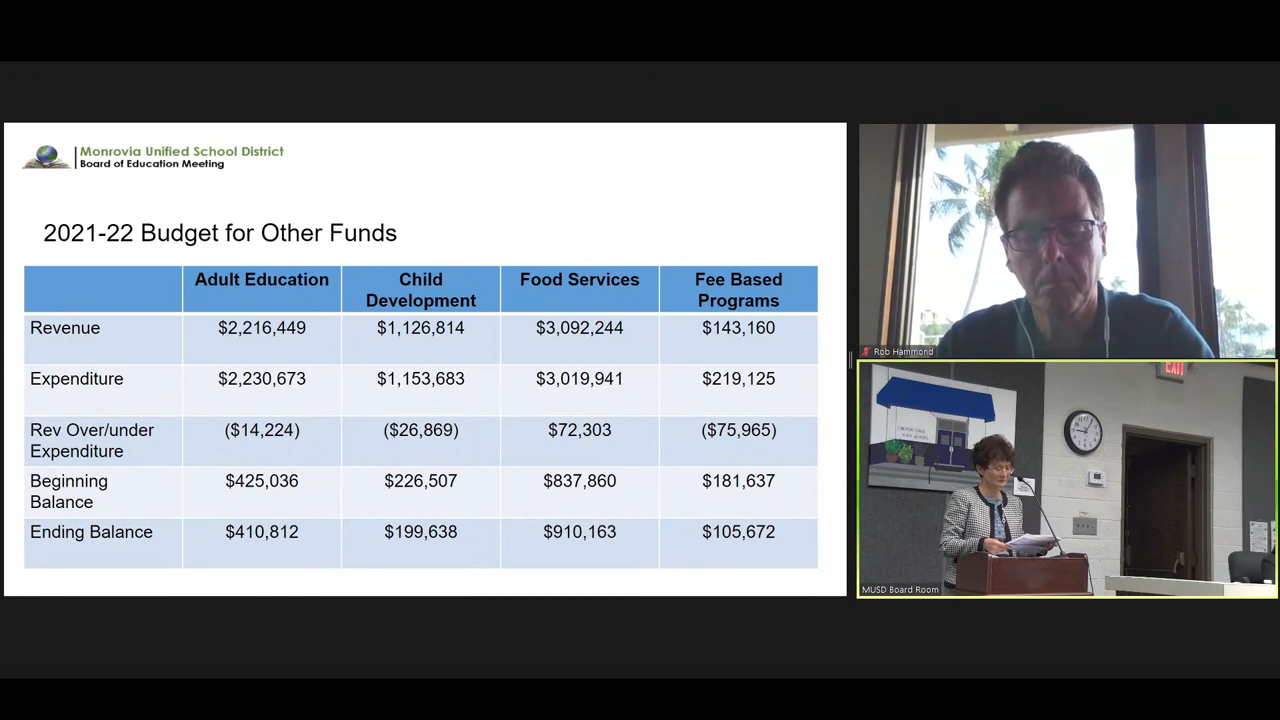 Monrovia Unified School District
Board of Education Meeting
2021-22 Budget for Other Funds
Adult Education Child Development Food Services Fee Based Programs
Revenue $2,216,449 $1,126,814 $3,092,244 $143,160
Expenditure $2,230,673 $1,153,683 $3,019,941 $219,125
Rev Over/under Expenditure ($14,224) ($26,869) $72,303 ($75,965)
Beginning Balance $425,036 $226,507 $837,860 $181,637
Ending Balance $410,812 $199,638 $910,163 $105,672
Rob Hammond
EXIT
MUSD Board Room